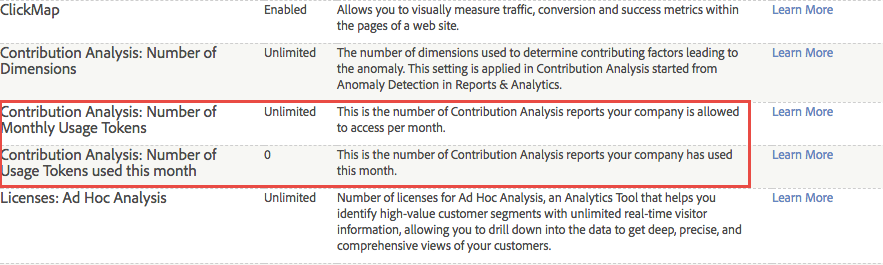 ClickMap Enabled Allows you to visually measure traffic, conversion and success metrics within Learn More
the pages of a web site.
Contribution Analysis: Number of Unlimited The number of dimensions used to determine contributing factors leading to Learn More
Dimensions the anomaly. This setting is applied in Contribution Analysis started from
Anomaly Detection in Reports & Analytics.
Contribution Analysis: Number of Unlimited This is the number of Contribution Analysis reports your company is allowed Learn More
Monthly Usage Tokens to access per month.
Contribution Analysis: Number of 0 This is the number of Contribution Analysis reports your company has used Learn More
Usage Tokens used this month this month.
Licenses: Ad Hoc Analysis Unlimited Number of licenses for Ad Hoc Analysis, an Analytics Tool that helps you Learn More
identify high-value customer segments with unlimited real-time visitor
information, allowing you to drill down into the data to get deep, precise, and
comprehensive views of your customers.